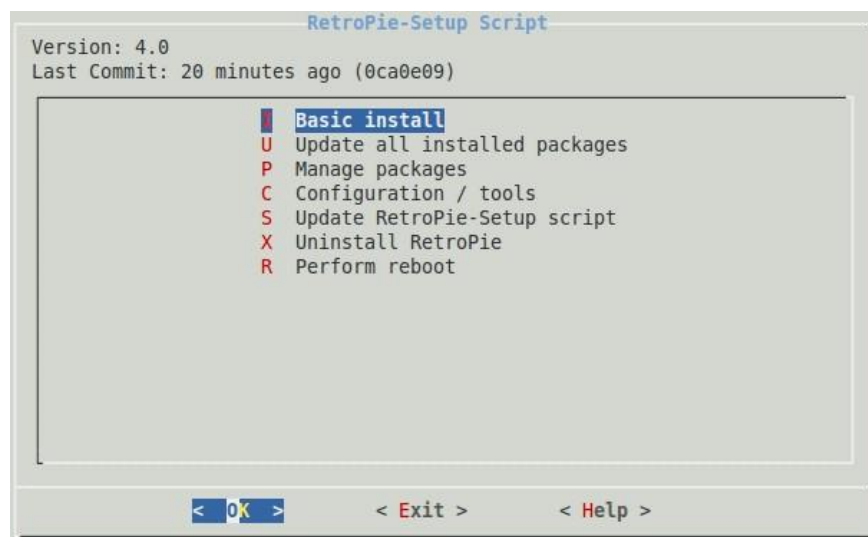 RetroPie-Setup Script
Version: 4.0
Last Commit: 20 minutes ago (0ca0e09)
I Basic install
U Update all installed packages
P Manage packages
C Configuration / tools
S Update RetroPie-Setup script
X Uninstall RetroPie
R Perform reboot
< OK > < Exit > < Help >